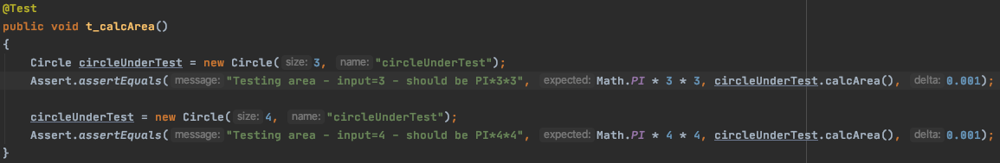 @Test
public void t_calcArea()
{
Circle circleUnderTest = new Circle( size: 3, name: "circleUnderTest");
Assert.assertEquals( message: "Testing area - input=3 - should be PI*3*3", expected: Math.PI * 3 * 3, circleUnderTest.calcArea(), delta: 0.001);
circleUnderTest = new Circle( size: 4, name: "circleUnderTest");
Assert.assertEquals( message: "Testing area - input=4 - should be PI*4*4", expected: Math.PI * 4 * 4, circleUnderTest.calcArea(), delta: 0.001);
}